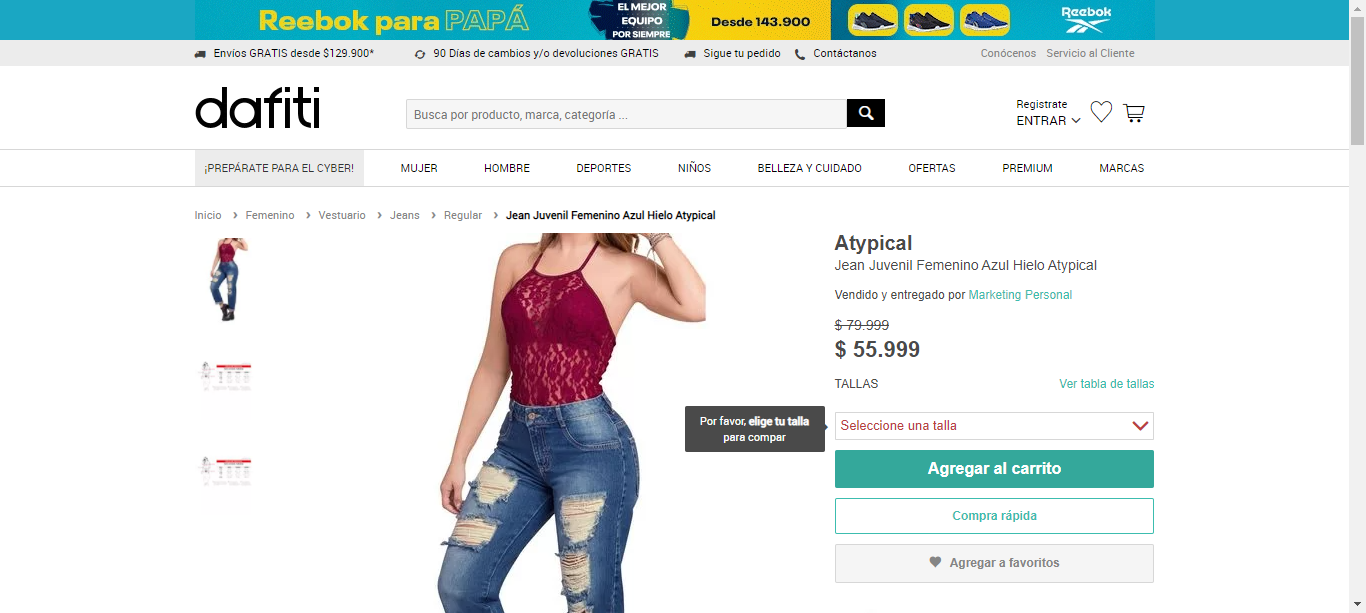 Reebok para PAPÁ
EL MEJOR
EQUIPO
POR SIEMPRE
Desde 143.900
Reebok
Envíos GRATIS desde $129.900*
90 Días de cambios y/o devoluciones GRATIS
Sigue tu pedido
Contáctanos
Conócenos
Servicio al Cliente
dafiti
Busca por producto, marca, categoría ...
Registrate
ENTRAR
¡PREPÁRATE PARA EL CYBER!
MUJER
HOMBRE
DEPORTES
NIÑOS
BELLEZA Y CUIDADO
OFERTAS
PREMIUM
MARCAS
Inicio › Femenino › Vestuario › Jeans › Regular › Jean Juvenil Femenino Azul Hielo Atypical
Atypical
Jean Juvenil Femenino Azul Hielo Atypical
Vendido y entregado por Marketing Personal
$ 79.999
$ 55.999
TALLAS
Ver tabla de tallas
Por favor, elige tu talla
para compar
Seleccione una talla
Agregar al carrito
Compra rápida
Agregar a favoritos